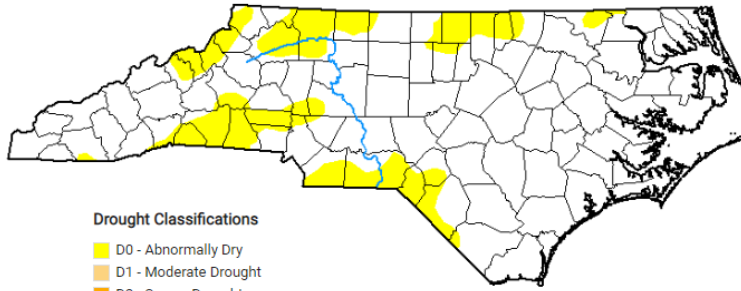 Drought Classifications
D0 - Abnormally Dry
D1 - Moderate Drought